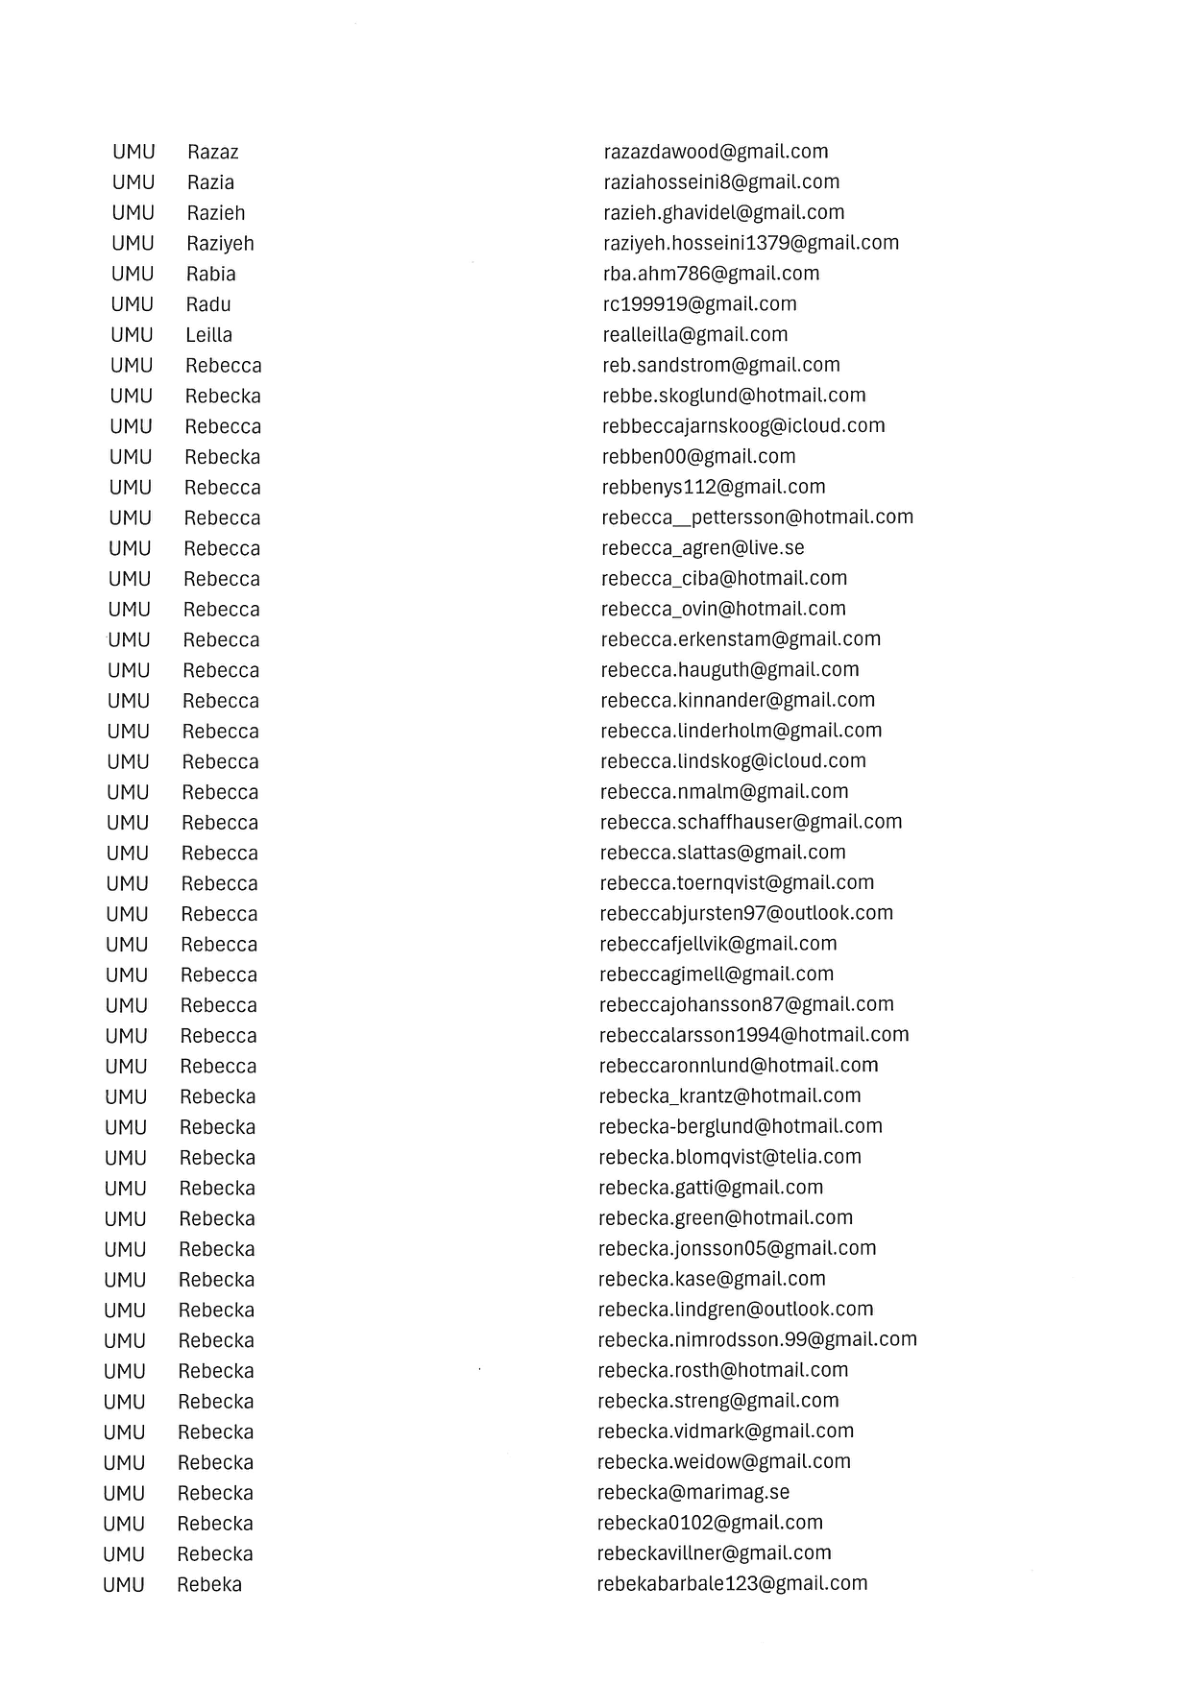 UMU Razaz razazdawood@gmail.com
UMU Razia raziahosseini8@gmail.com
UMU Razieh razieh.ghavidel@gmail.com
UMU Raziyeh raziyeh.hosseini1379@gmail.com
UMU Rabia rba.ahm786@gmail.com
UMU Radu rc199919@gmail.com
UMU Leilla realleilla@gmail.com
UMU Rebecca reb.sandstrom@gmail.com
UMU Rebecka rebbe.skoglund@hotmail.com
UMU Rebecca rebbeccajarnskoog@icloud.com
UMU Rebecka rebben00@gmail.com
UMU Rebecca rebbenys112@gmail.com
UMU Rebecca rebecca__pettersson@hotmail.com
UMU Rebecca rebecca_agren@live.se
UMU Rebecca rebecca_ciba@hotmail.com
UMU Rebecca rebecca_ovin@hotmail.com
UMU Rebecca rebecca.erkenstam@gmail.com
UMU Rebecca rebecca.hauguth@gmail.com
UMU Rebecca rebecca.kinnander@gmail.com
UMU Rebecca rebecca.linderholm@gmail.com
UMU Rebecca rebecca.lindskog@icloud.com
UMU Rebecca rebecca.nmalm@gmail.com
UMU Rebecca rebecca.schaffhauser@gmail.com
UMU Rebecca rebecca.slattas@gmail.com
UMU Rebecca rebecca.toernqvist@gmail.com
UMU Rebecca rebeccabjursten97@outlook.com
UMU Rebecca rebeccafjellvik@gmail.com
UMU Rebecca rebeccagimell@gmail.com
UMU Rebecca rebeccajohansson87@gmail.com
UMU Rebecca rebeccalarsson1994@hotmail.com
UMU Rebecca rebeccaronnlund@hotmail.com
UMU Rebecka rebecka_krantz@hotmail.com
UMU Rebecka rebecka-berglund@hotmail.com
UMU Rebecka rebecka.blomqvist@telia.com
UMU Rebecka rebecka.gatti@gmail.com
UMU Rebecka rebecka.green@hotmail.com
UMU Rebecka rebecka.jonsson05@gmail.com
UMU Rebecka rebecka.kase@gmail.com
UMU Rebecka rebecka.lindgren@outlook.com
UMU Rebecka rebecka.nimrodsson.99@gmail.com
UMU Rebecka rebecka.rosth@hotmail.com
UMU Rebecka rebecka.streng@gmail.com
UMU Rebecka rebecka.vidmark@gmail.com
UMU Rebecka rebecka.weidow@gmail.com
UMU Rebecka rebecka@marimag.se
UMU Rebecka rebecka0102@gmail.com
UMU Rebecka rebeckavillner@gmail.com
UMU Rebeka rebekabarbale123@gmail.com